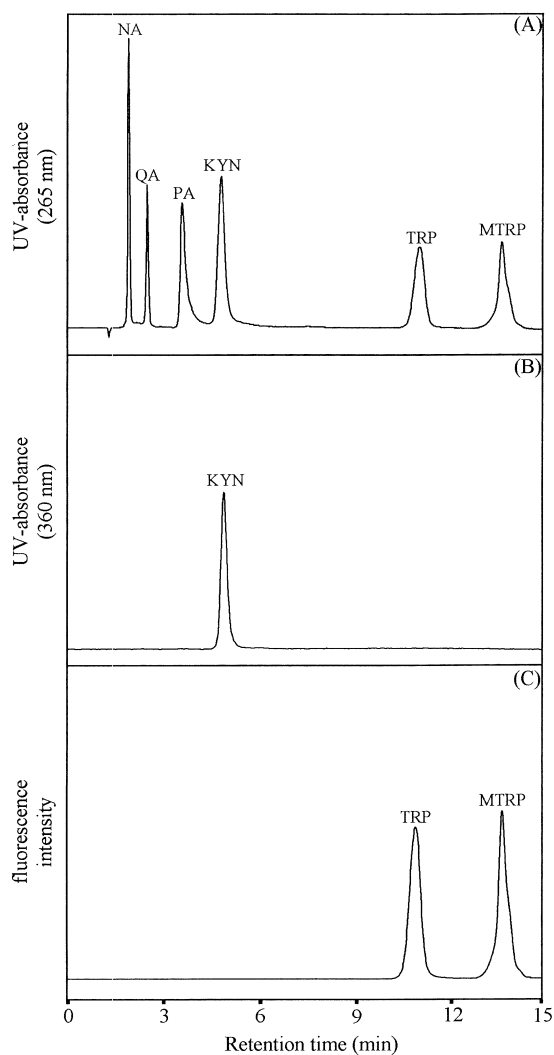 (A)
NA
QA
PA
KYN
TRP
MTRP
UV-absorbance
(265 nm)
(B)
KYN
UV-absorbance
(360 nm)
(C)
TRP
MTRP
fluorescence
intensity
0 3 6 9 12 15
Retention time (min)